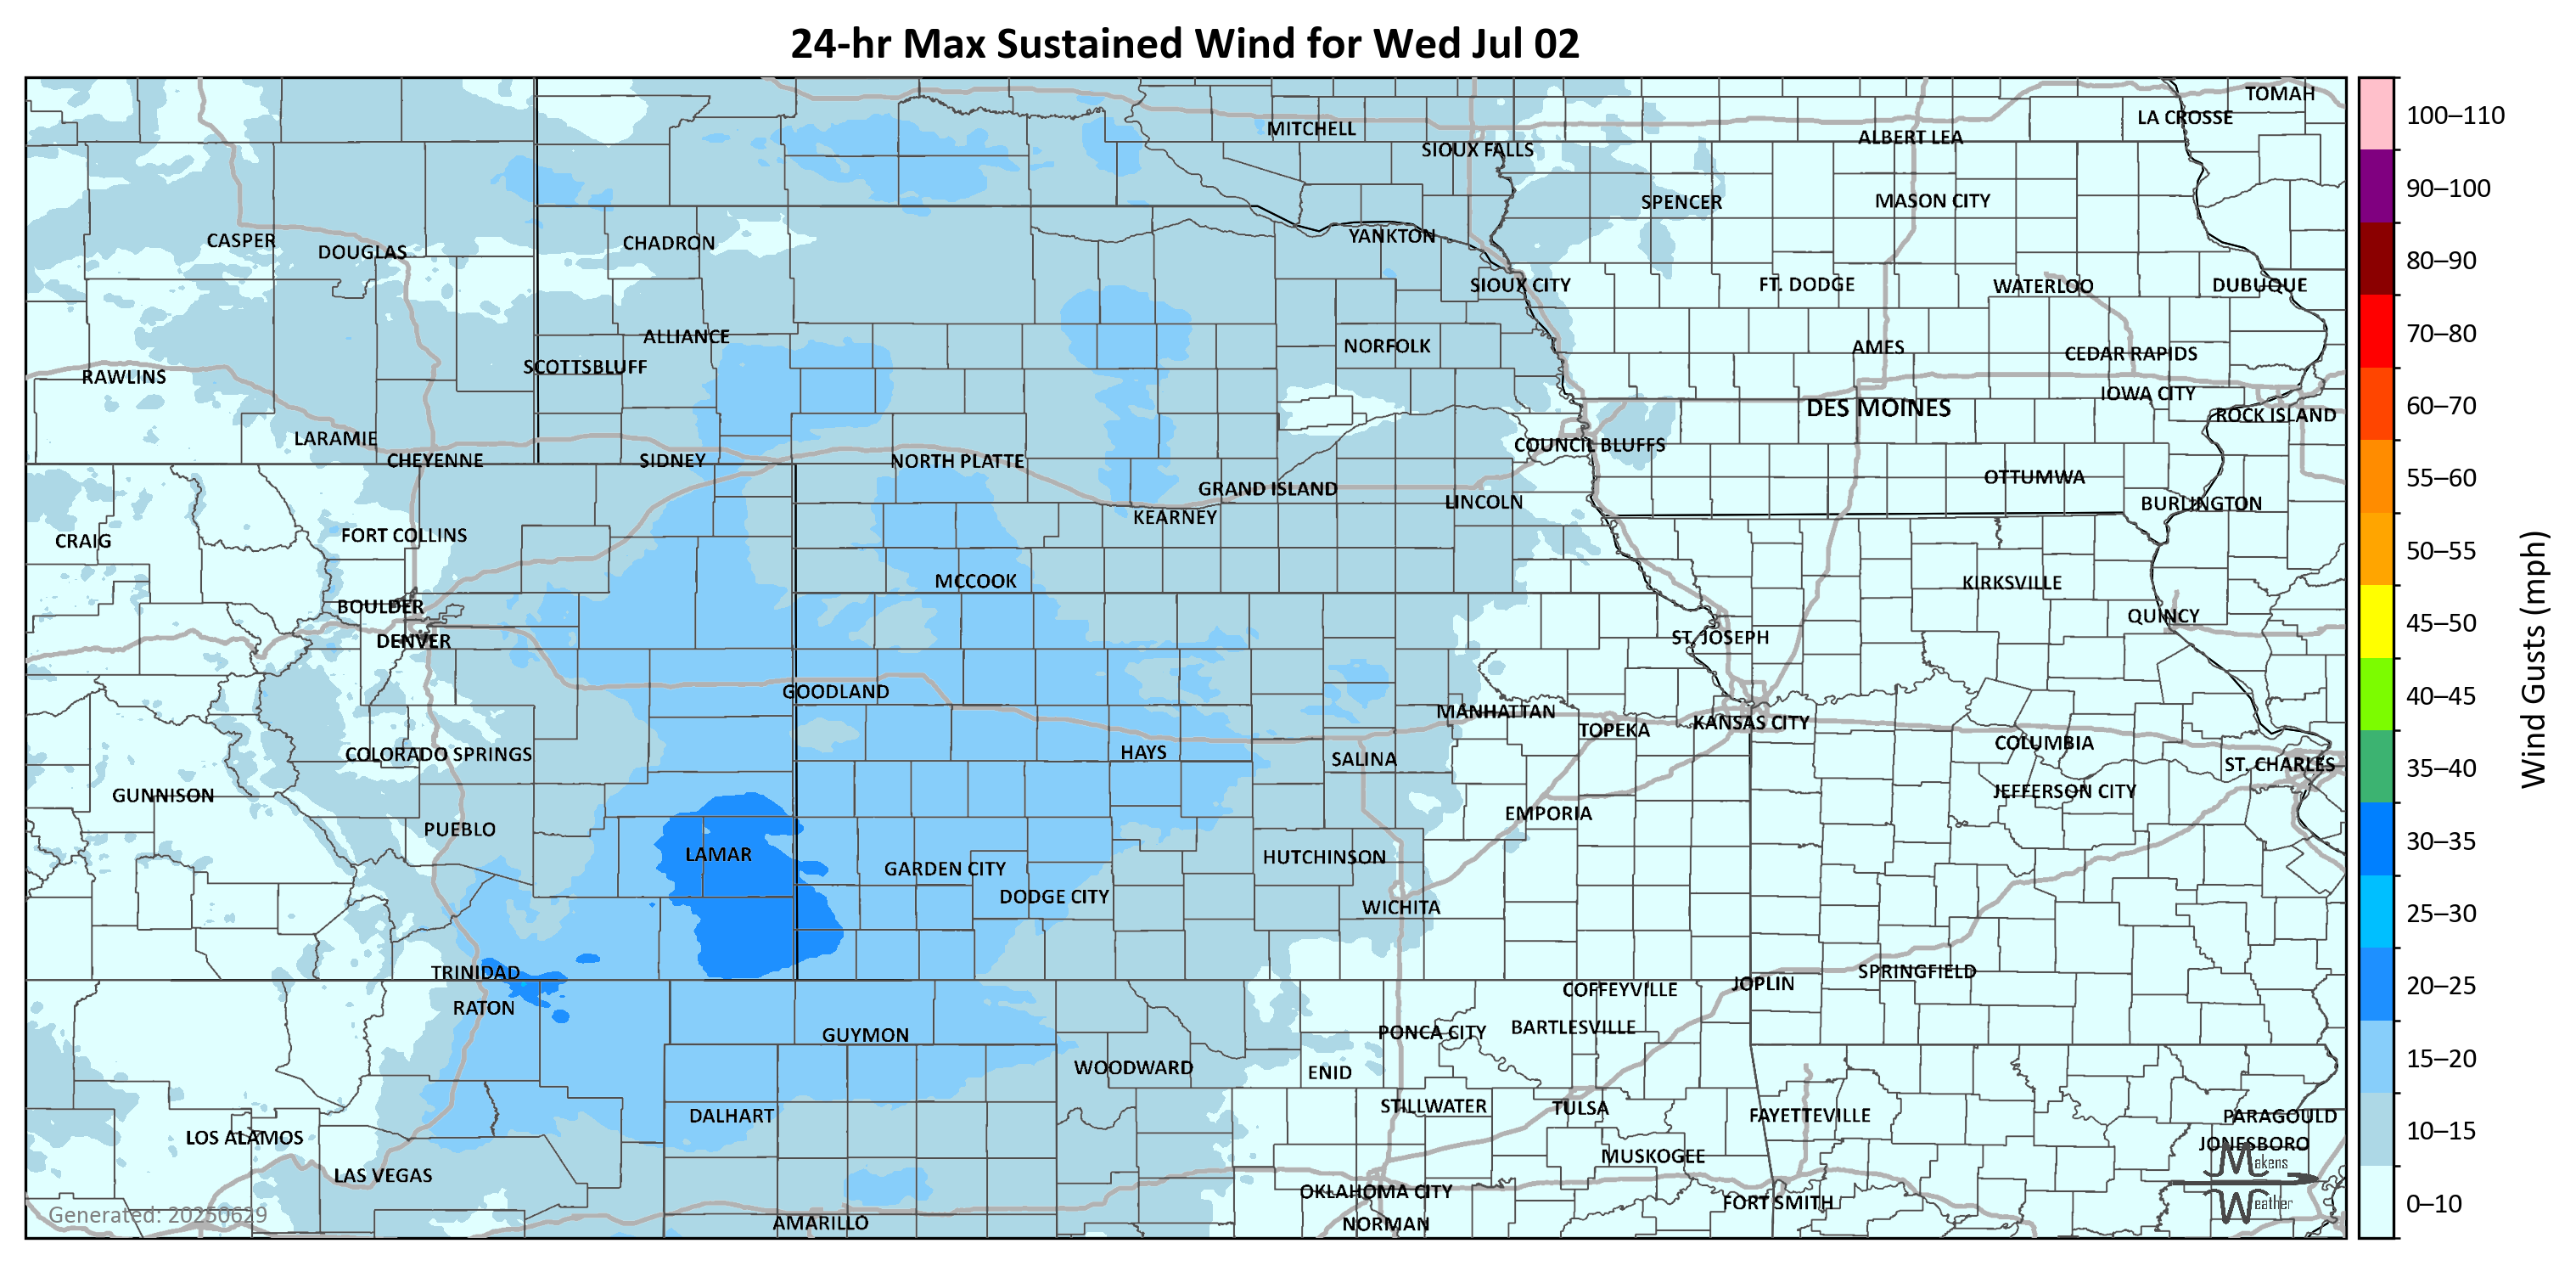 24-hr Max Sustained Wind for Wed Jul 02
TOMAH
LA CROSSE
MITCHELL
ALBERT LEA
SIOUX FALLS
SPENCER
MASON CITY
CASPER
YANKTON
CHADRON
DOUGLAS
SIOUX CITY
FT. DODGE
WATERLOO
DUBUQUE
ALLIANCE
NORFOLK
AMES
CEDAR RAPIDS
SCOTTSBLUFF
RAWLINS
IOWA CITY
DES MOINES
ROCK ISLAND
LARAMIE
COUNCIL BLUFFS
CHEYENNE
SIDNEY
NORTH PLATTE
OTTUMWA
GRAND ISLAND
LINCOLN
BURLINGTON
KEARNEY
FORT COLLINS
CRAIG
MCCOOK
KIRKSVILLE
BOULDER
QUINCY
DENVER
ST. JOSEPH
GOODLAND
MANHATTAN
KANSAS CITY
TOPEKA
COLUMBIA
COLORADO SPRINGS
HAYS
SALINA
ST. CHARLES
GUNNISON
JEFFERSON CITY
EMPORIA
PUEBLO
LAMAR
HUTCHINSON
GARDEN CITY
DODGE CITY
WICHITA
TRINIDAD
SPRINGFIELD
JOPLIN
COFFEYVILLE
RATON
BARTLESVILLE
PONCA CITY
GUYMON
WOODWARD
ENID
STILLWATER
TULSA
DALHART
FAYETTEVILLE
PARAGOULD
LOS ALAMOS
JONESBORO
MUSKOGEE
LAS VEGAS
OKLAHOMA CITY
FORT SMITH
AMARILLO
NORMAN
Makens
Weather
Generated: 20250629
100–110
90–100
80–90
70–80
60–70
55–60
50–55
45–50
40–45
35–40
30–35
25–30
20–25
15–20
10–15
0–10
Wind Gusts (mph)